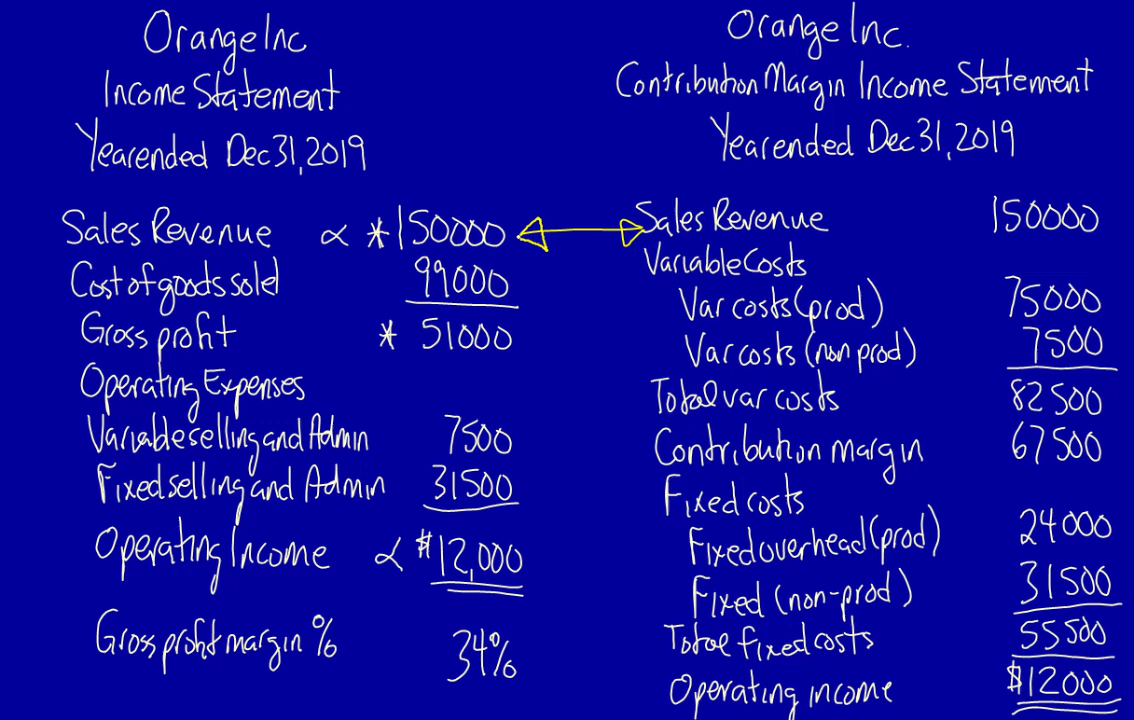 Orange Inc
Income Statement
Year ended Dec 31, 2019
Sales Revenue ∝ * 150000
Cost of goods sold 99000
Gross profit * 51000
Operating Expenses
Variable selling and Admin 7500
Fixed selling and Admin 31500
Operating Income ∝ $12,000
Gross profit margin % 34%
Orange Inc.
Contribution Margin Income Statement
Year ended Dec 31, 2019
Sales Revenue 150000
Variable Costs
Var costs (prod) 75000
Var costs (non prod) 7500
Total var costs 82500
Contribution margin 67500
Fixed costs
Fixed overhead (prod) 24000
Fixed (non-prod) 31500
Total fixed costs 55500
Operating income $12000